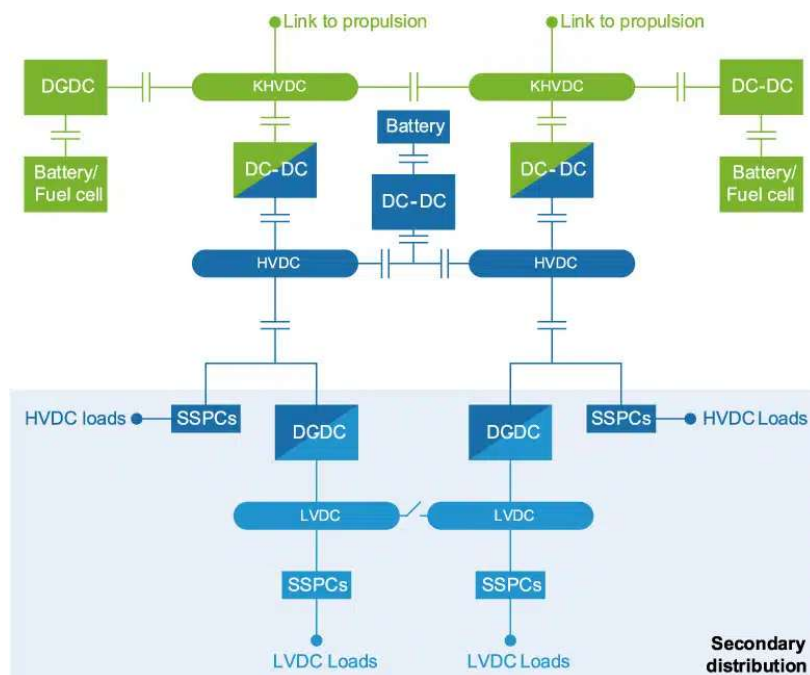 Link to propulsion
Link to propulsion
DGDC
KHVDC
KHVDC
DC-DC
Battery
Battery/
Fuel cell
DC-DC
DC-DC
DC-DC
Battery/
Fuel cell
HVDC
HVDC
HVDC loads
SSPCs
DGDC
DGDC
SSPCs
HVDC Loads
LVDC
LVDC
SSPCs
SSPCs
LVDC Loads
LVDC Loads
Secondary
distribution